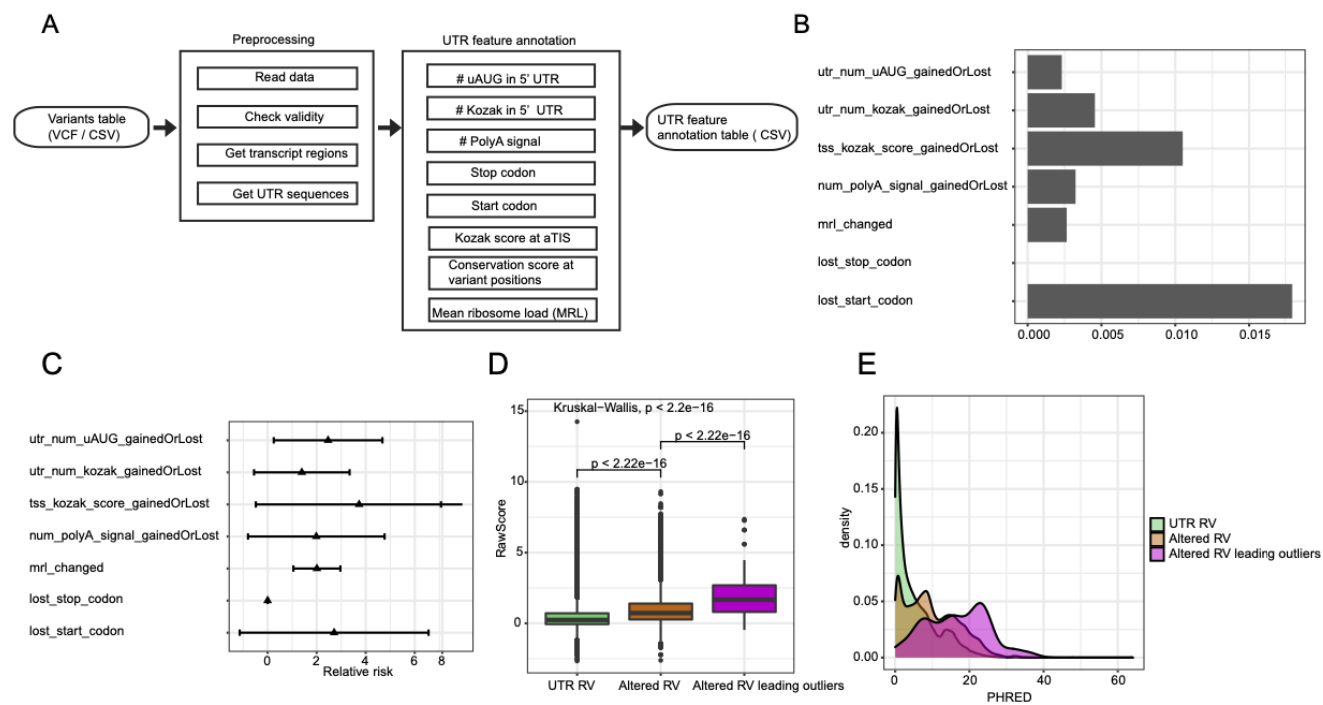 A
Preprocessing
Read data
Check validity
Get transcript regions
Get UTR sequences
Variants table
(VCF / CSV)
UTR feature annotation
# uAUG in 5' UTR
# Kozak in 5' UTR
# PolyA signal
Stop codon
Start codon
Kozak score at aTIS
Conservation score at
variant positions
Mean ribosome load (MRL)
UTR feature
annotation table ( CSV)
B
utr_num_uAUG_gainedOrLost
utr_num_kozak_gainedOrLost
tss_kozak_score_gainedOrLost
num_polyA_signal_gainedOrLost
mrl_changed
lost_stop_codon
lost_start_codon
0.000 0.005 0.010 0.015
C
utr_num_uAUG_gainedOrLost
utr_num_kozak_gainedOrLost
tss_kozak_score_gainedOrLost
num_polyA_signal_gainedOrLost
mrl_changed
lost_stop_codon
lost_start_codon
0 2 4 6 8
Relative risk
D
Kruskal−Wallis, p < 2.2e−16
p < 2.22e−16
p < 2.22e−16
RawScore
15
10
5
0
UTR RV Altered RV Altered RV leading outliers
E
density
0.20
0.15
0.10
0.05
0.00
0 20 40 60
PHRED
UTR RV
Altered RV
Altered RV leading outliers